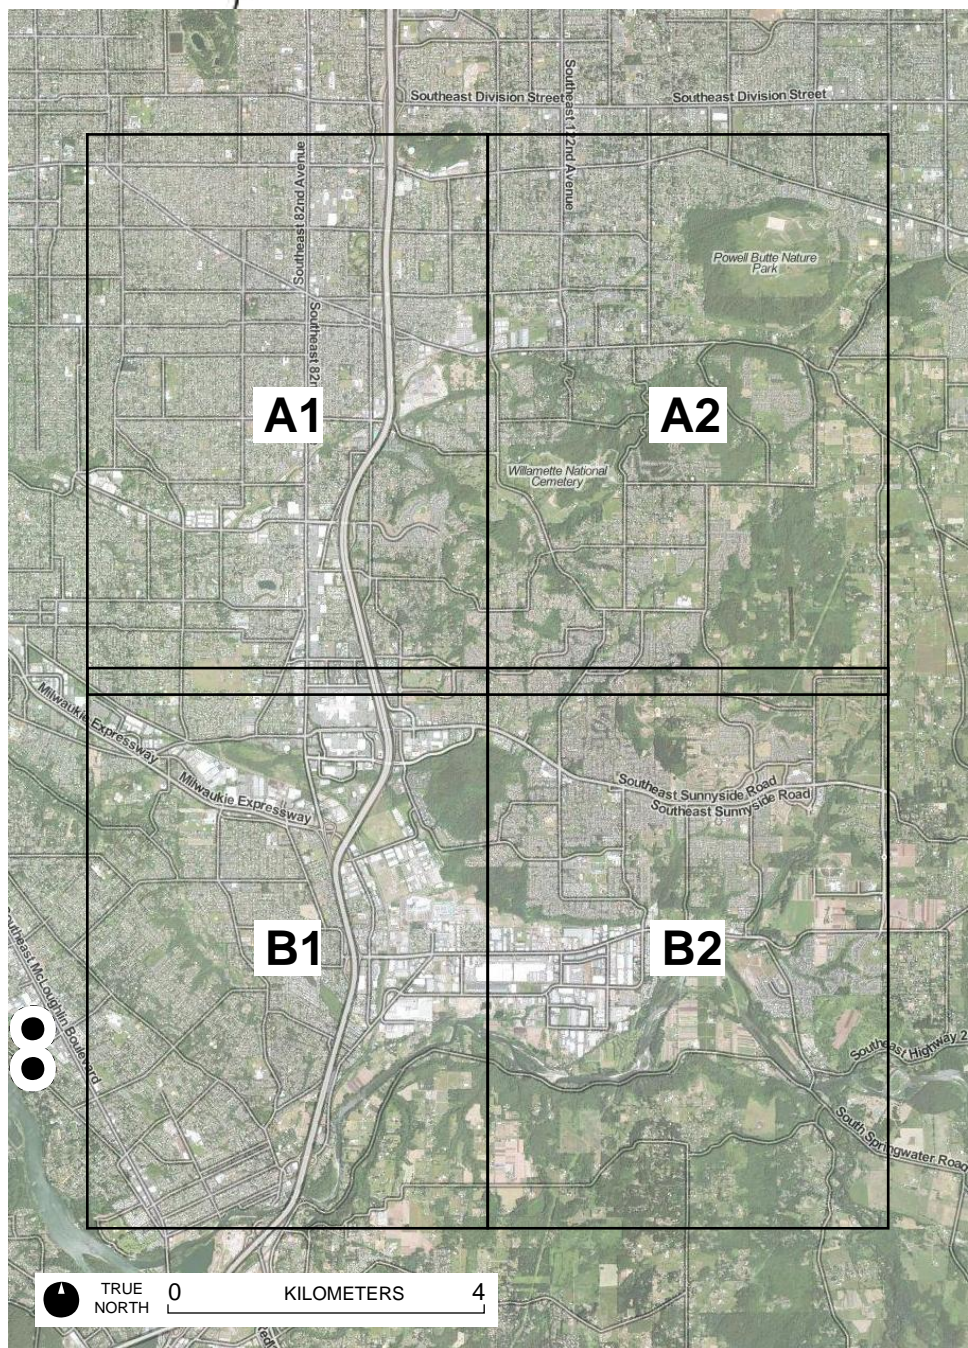 Southeast Division Street
Southeast Division Street
Southeast 82nd Avenue
Southeast 122nd Avenue
Powell Butte Nature
Park
Southeast 82n
A1
A2
Willamette National
Cemetery
Milwaukie Expressway
Milwaukie Expressway
Southeast Sunnyside Road
Southeast Sunnyside Road
B1
B2
Southeast McLoughlin Boulevard
Southeast Highway 2
South Springwater Road
TRUE
NORTH
0
KILOMETERS
4